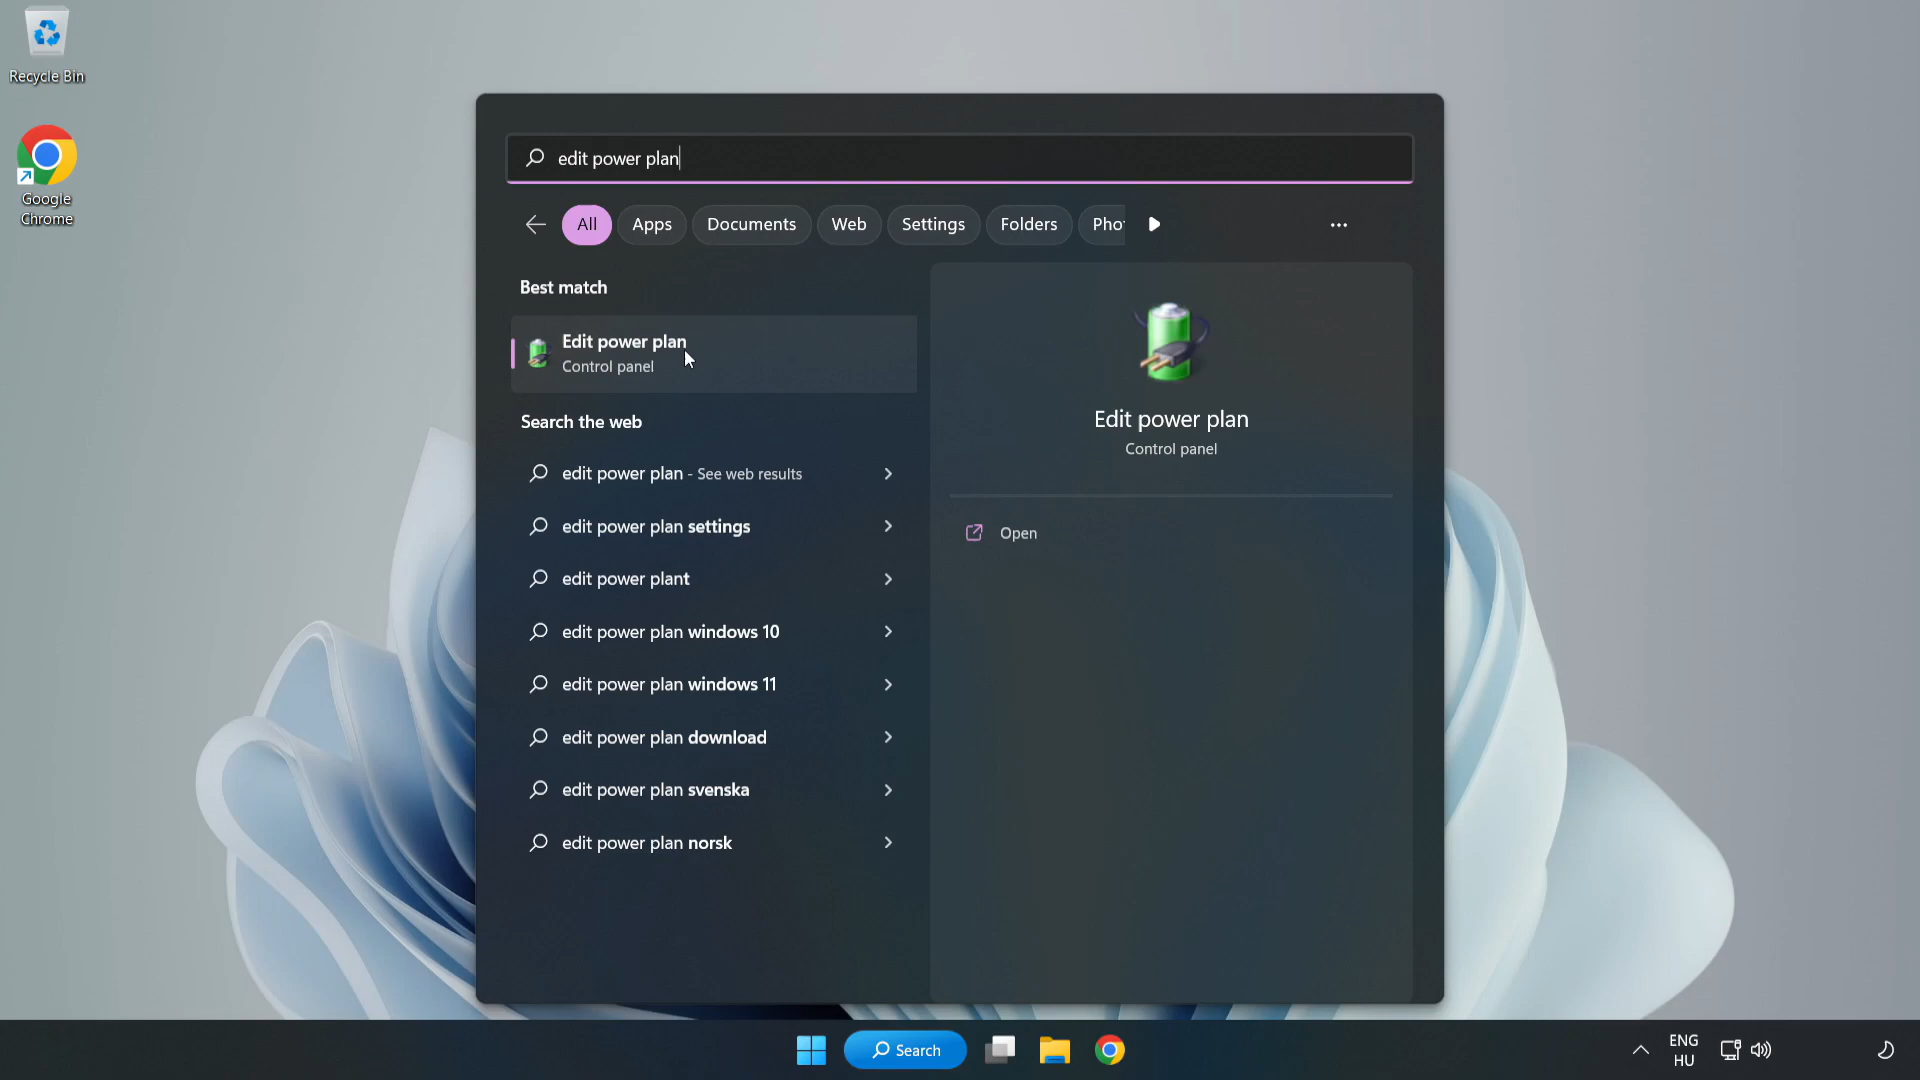 Recycle Bin
Google
Chrome
edit power plan
All Apps Documents Web Settings Folders Pho
Best match
Edit power plan
Control panel
Search the web
edit power plan - See web results
edit power plan settings
edit power plant
edit power plan windows 10
edit power plan windows 11
edit power plan download
edit power plan svenska
edit power plan norsk
Edit power plan
Control panel
Open
Search
ENG
HU